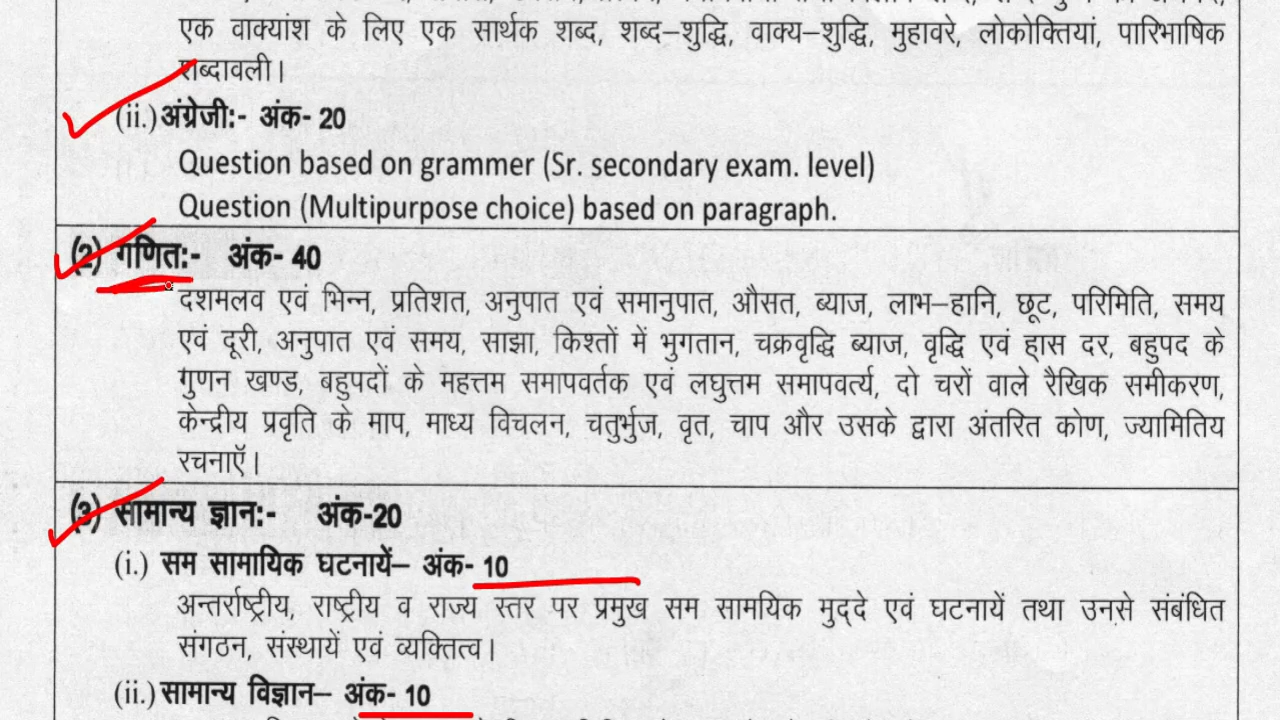 एक वाक्यांश के लिए एक सार्थक शब्द, शब्द–शुद्धि, वाक्य–शुद्धि, मुहावरे, लोकोक्तियां, पारिभाषिक
शब्दावली।
(ii.) अंग्रेजी:- अंक- 20
Question based on grammer (Sr. secondary exam. level)
Question (Multipurpose choice) based on paragraph.
(2) गणित:- अंक- 40
दशमलव एवं भिन्न, प्रतिशत, अनुपात एवं समानुपात, औसत, ब्याज, लाभ–हानि, छूट, परिमिति, समय
एवं दूरी, अनुपात एवं समय, साझा, किश्तों में भुगतान, चक्रवृद्धि ब्याज, वृद्धि एवं ह्रास दर, बहुपद के
गुणन खण्ड, बहुपदों के महत्तम समापवर्तक एवं लघुत्तम समापवर्त्य, दो चरों वाले रैखिक समीकरण,
केन्द्रीय प्रवृति के माप, माध्य विचलन, चतुर्भुज, वृत, चाप और उसके द्वारा अंतरित कोण, ज्यामितिय
रचनाऍ।
(3) सामान्य ज्ञान:- अंक-20
(i.) सम सामायिक घटनायें– अंक- 10
अन्तर्राष्ट्रीय, राष्ट्रीय व राज्य स्तर पर प्रमुख सम सामयिक मुद्दे एवं घटनायें तथा उनसे संबंधित
संगठन, संस्थायें एवं व्यक्तित्व।
(ii.) सामान्य विज्ञान– अंक- 10